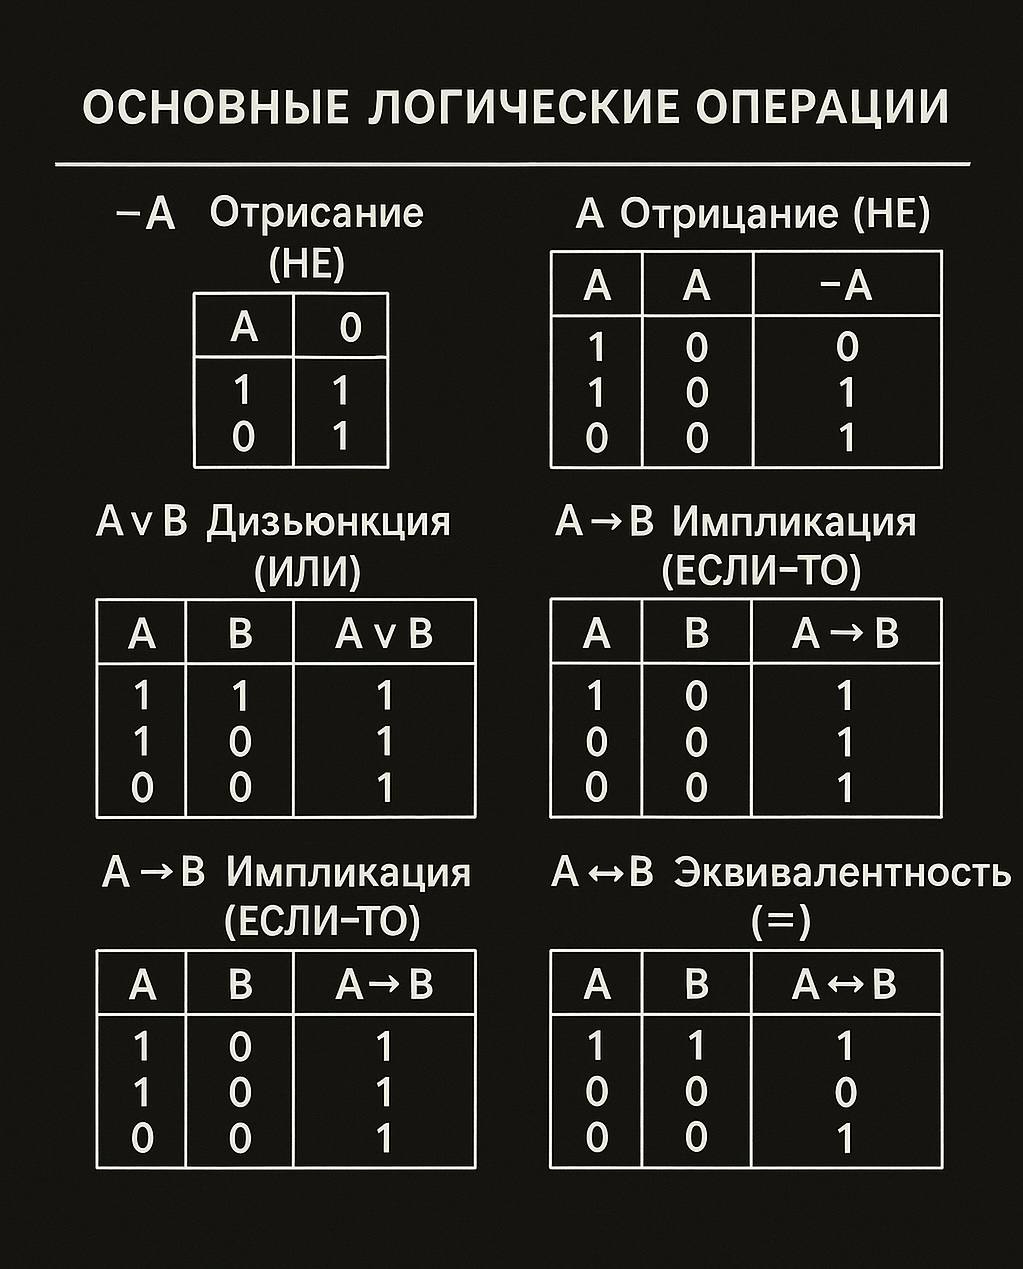 ОСНОВНЫЕ ЛОГИЧЕСКИЕ ОПЕРАЦИИ
−A Отрисание
(НЕ)
A 0
1 1
0 1
A Отрицание (НЕ)
A A −A
1 0 0
1 0 1
0 0 1
A v B Дизьюнкция
(ИЛИ)
A B A v B
1 1 1
1 0 1
0 0 1
A → B Импликация
(ЕСЛИ−ТО)
A B A → B
1 0 1
0 0 1
0 0 1
A → B Импликация
(ЕСЛИ−ТО)
A B A → B
1 0 1
1 0 1
0 0 1
A ↔ B Эквивалентность
(=)
A B A ↔ B
1 1 1
0 0 0
0 0 1